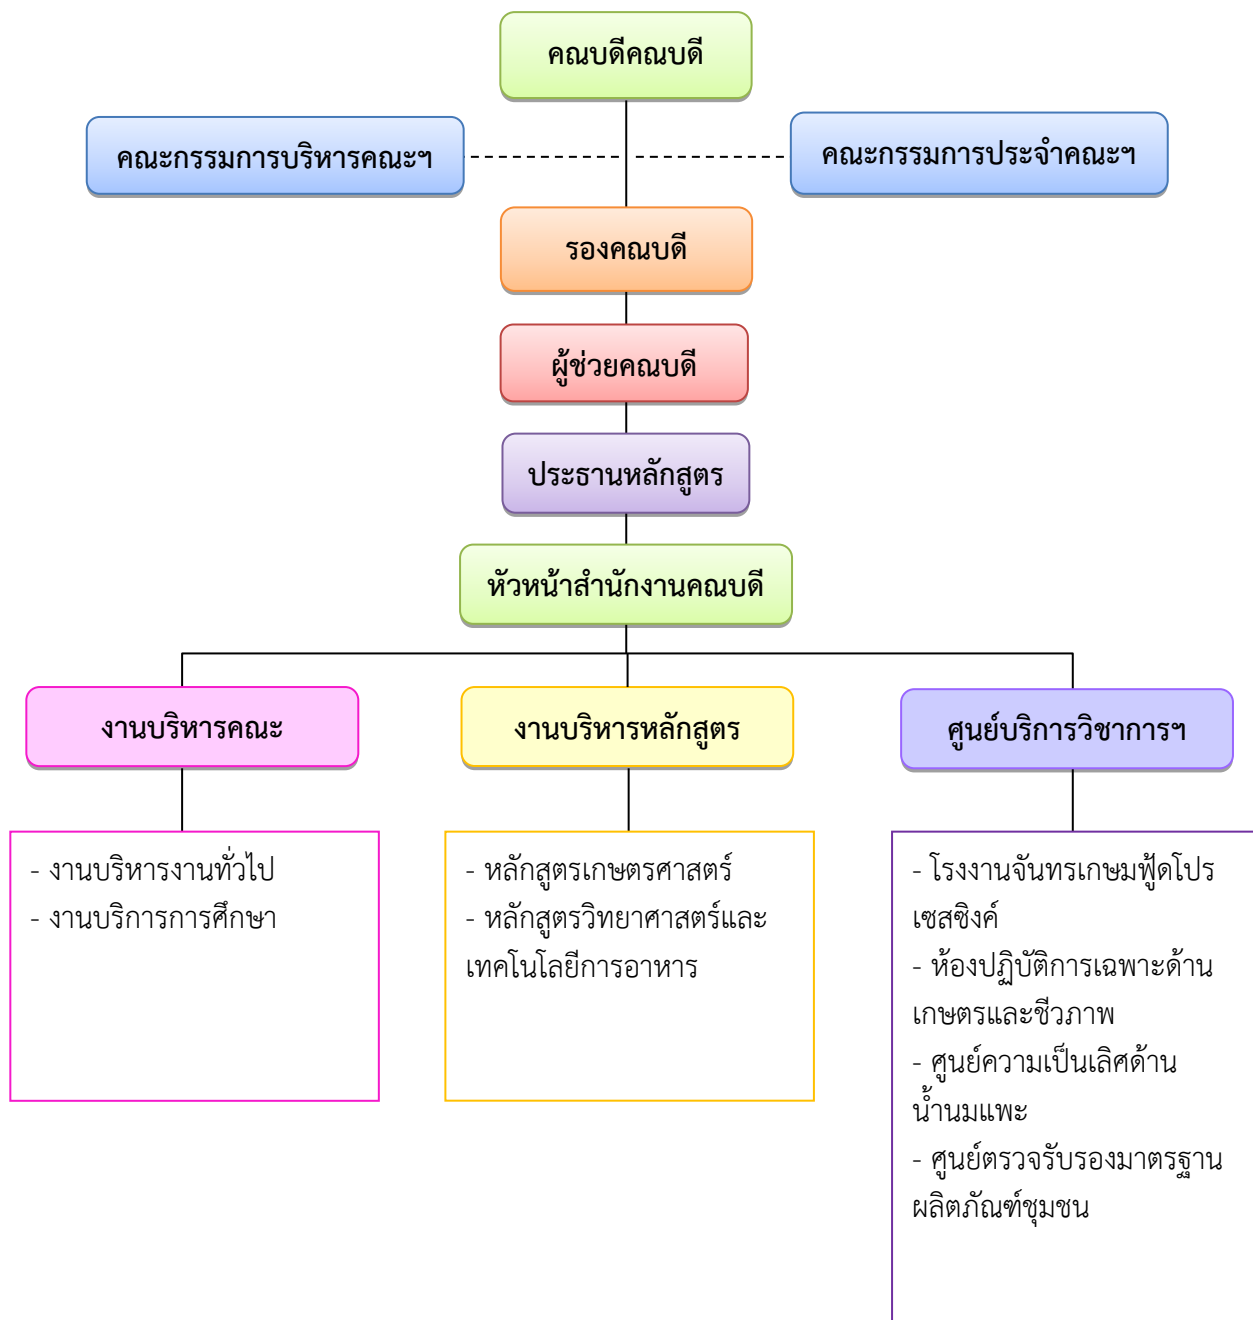 คณบดีคณบดี
คณะกรรมการบริหารคณะฯ
คณะกรรมการประจำคณะฯ
รองคณบดี
ผู้ช่วยคณบดี
ประธานหลักสูตร
หัวหน้าสำนักงานคณบดี
งานบริหารคณะ
งานบริหารหลักสูตร
ศูนย์บริการวิชาการฯ
- งานบริหารงานทั่วไป
- งานบริการการศึกษา
- หลักสูตรเกษตรศาสตร์
- หลักสูตรวิทยาศาสตร์และ
เทคโนโลยีการอาหาร
- โรงงานจันทรเกษมฟู้ดโปร
เซสซิงค์
- ห้องปฏิบัติการเฉพาะด้าน
เกษตรและชีวภาพ
- ศูนย์ความเป็นเลิศด้าน
น้ำนมแพะ
- ศูนย์ตรวจรับรองมาตรฐาน
ผลิตภัณฑ์ชุมชน